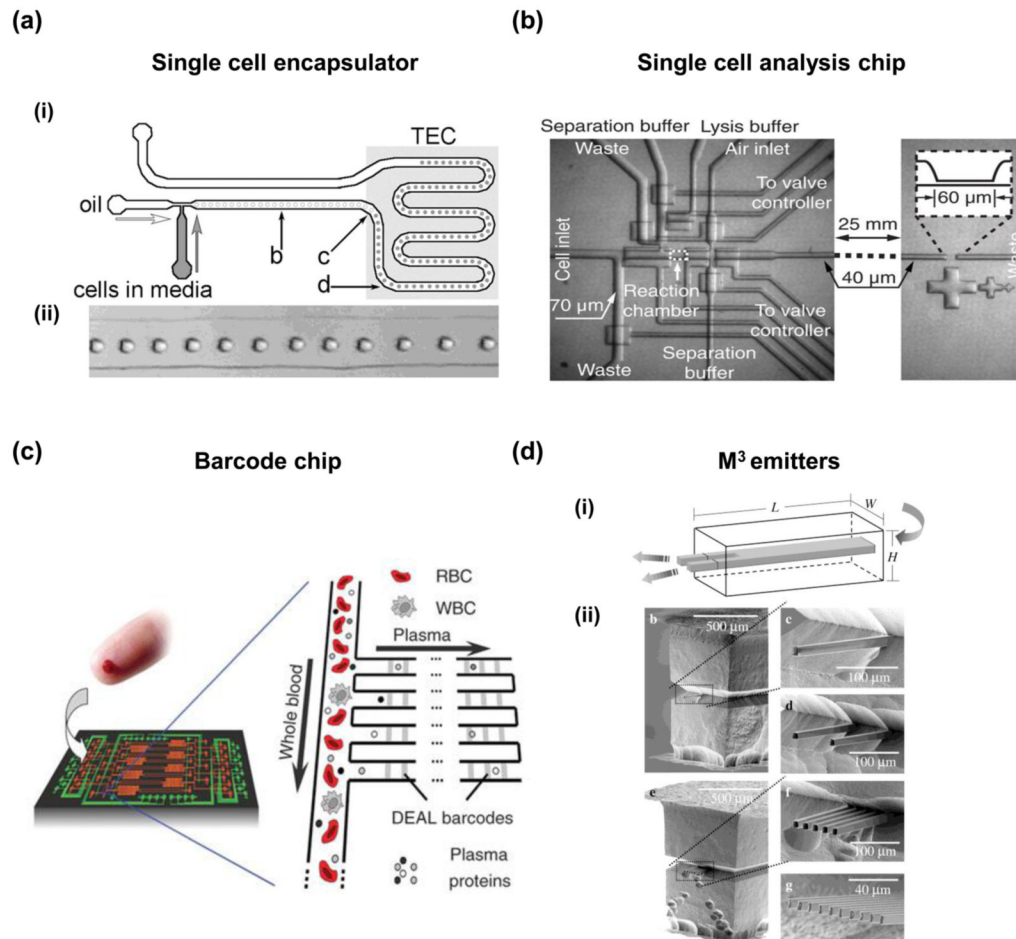 (a)
Single cell encapsulator
(i)
TEC
oil
b
c
d
cells in media
(ii)
(b)
Single cell analysis chip
Separation buffer
Lysis buffer
Waste
Air inlet
To valve
controller
Cell inlet
70 µm
Reaction
chamber
To valve
controller
Separation
buffer
Waste
25 mm
40 µm
60 µm
Waste
(c)
Barcode chip
RBC
WBC
Plasma
Whole blood
DEAL barcodes
Plasma
proteins
(d)
M³ emitters
(i)
L
W
H
(ii)
b
500 µm
c
100 µm
d
100 µm
e
500 µm
f
100 µm
g
40 µm